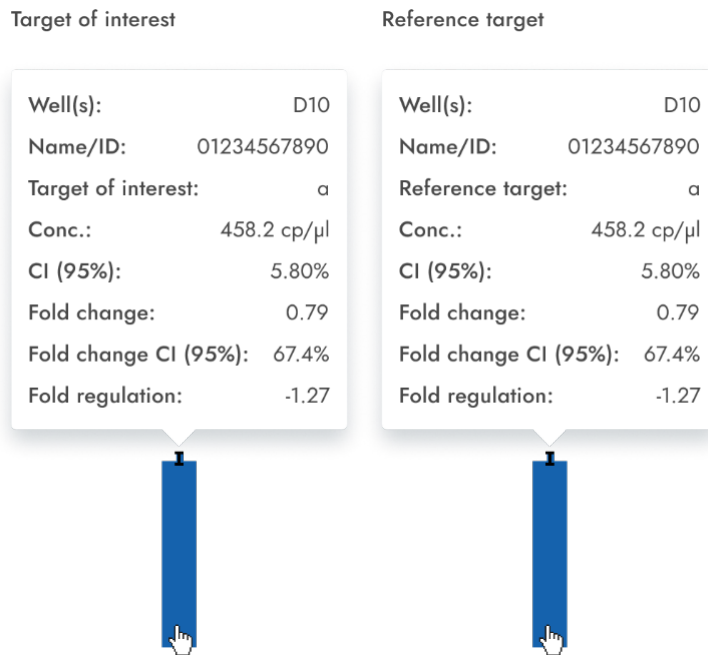 Target of interest
Well(s): D10
Name/ID: 01234567890
Target of interest: a
Conc.: 458.2 cp/µl
CI (95%): 5.80%
Fold change: 0.79
Fold change CI (95%): 67.4%
Fold regulation: -1.27
Reference target
Well(s): D10
Name/ID: 01234567890
Reference target: a
Conc.: 458.2 cp/µl
CI (95%): 5.80%
Fold change: 0.79
Fold change CI (95%): 67.4%
Fold regulation: -1.27